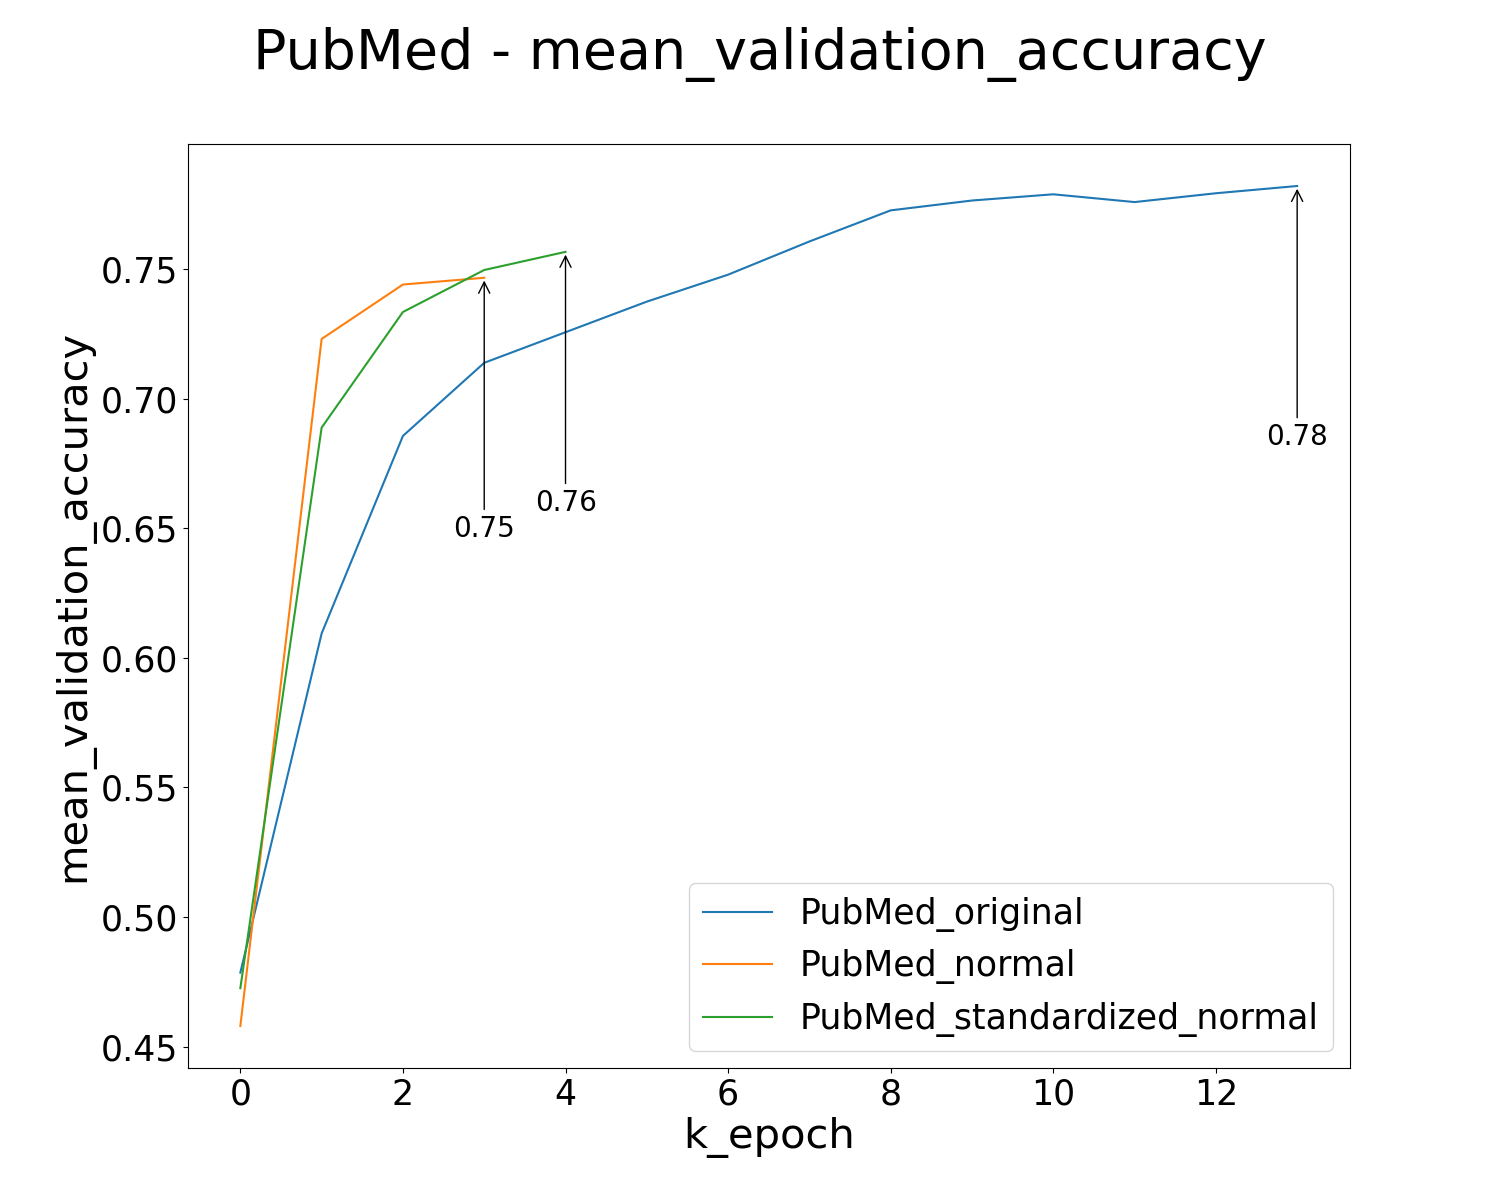 PubMed - mean_validation_accuracy
mean_validation_accuracy
0.75
0.70
0.65
0.60
0.55
0.50
0.45
0.78
0.76
0.75
PubMed_original
PubMed_normal
PubMed_standardized_normal
0 2 4 6 8 10 12
k_epoch